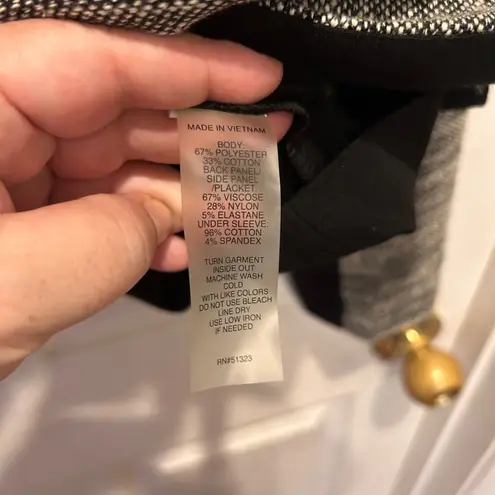 MADE IN VIETNAM
BODY:
67% POLYESTER
33% COTTON
BACK PANEL/
SIDE PANEL
/PLACKET:
67% VISCOSE
28% NYLON
5% ELASTANE
UNDER SLEEVE:
96% COTTON
4% SPANDEX
TURN GARMENT
INSIDE OUT
MACHINE WASH
COLD
WITH LIKE COLORS
DO NOT USE BLEACH
LINE DRY
USE LOW IRON
IF NEEDED
RN#51323